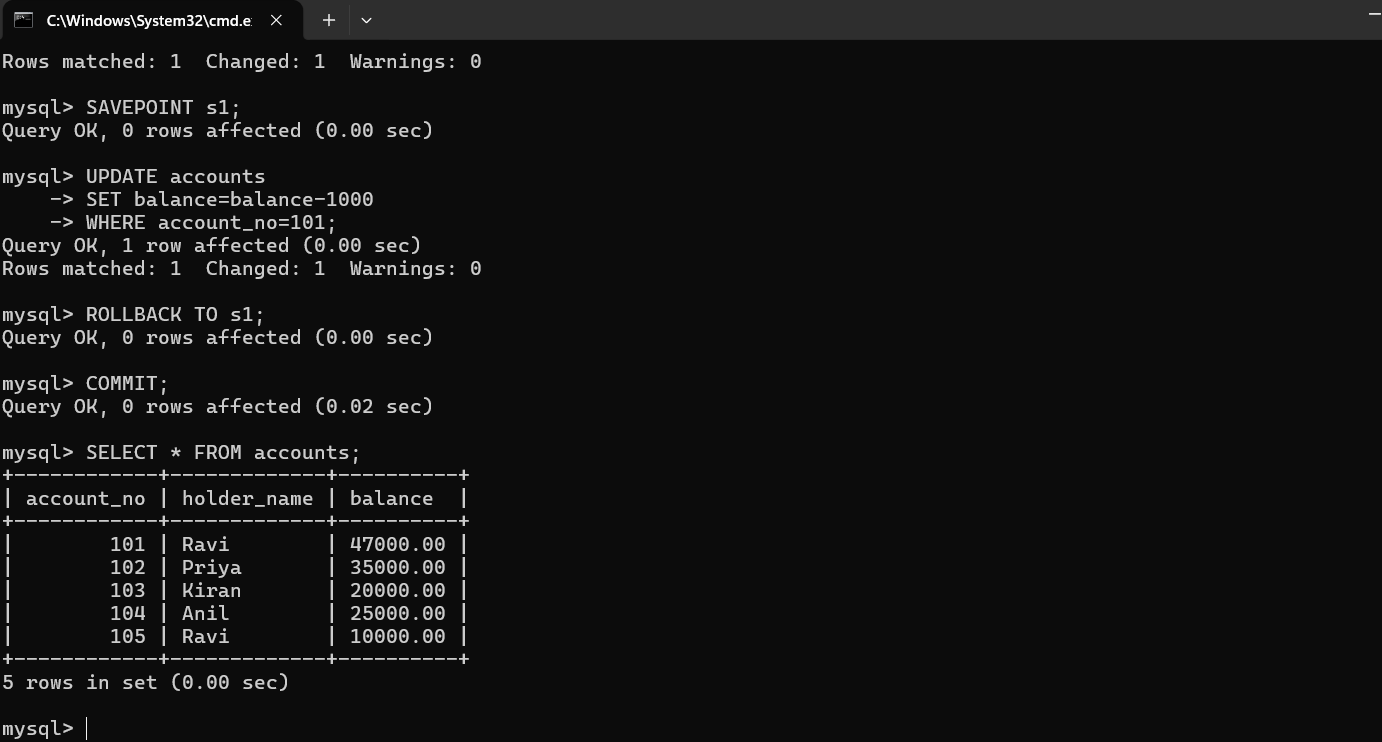 C:\Windows\System32\cmd.e
Rows matched: 1  Changed: 1  Warnings: 0
mysql> SAVEPOINT s1;
Query OK, 0 rows affected (0.00 sec)
mysql> UPDATE accounts
    -> SET balance=balance-1000
    -> WHERE account_no=101;
Query OK, 1 row affected (0.00 sec)
Rows matched: 1  Changed: 1  Warnings: 0
mysql> ROLLBACK TO s1;
Query OK, 0 rows affected (0.00 sec)
mysql> COMMIT;
Query OK, 0 rows affected (0.02 sec)
mysql> SELECT * FROM accounts;
+------------+-------------+----------+
| account_no | holder_name | balance  |
+------------+-------------+----------+
|        101 | Ravi        | 47000.00 |
|        102 | Priya       | 35000.00 |
|        103 | Kiran       | 20000.00 |
|        104 | Anil        | 25000.00 |
|        105 | Ravi        | 10000.00 |
+------------+-------------+----------+
5 rows in set (0.00 sec)
mysql>